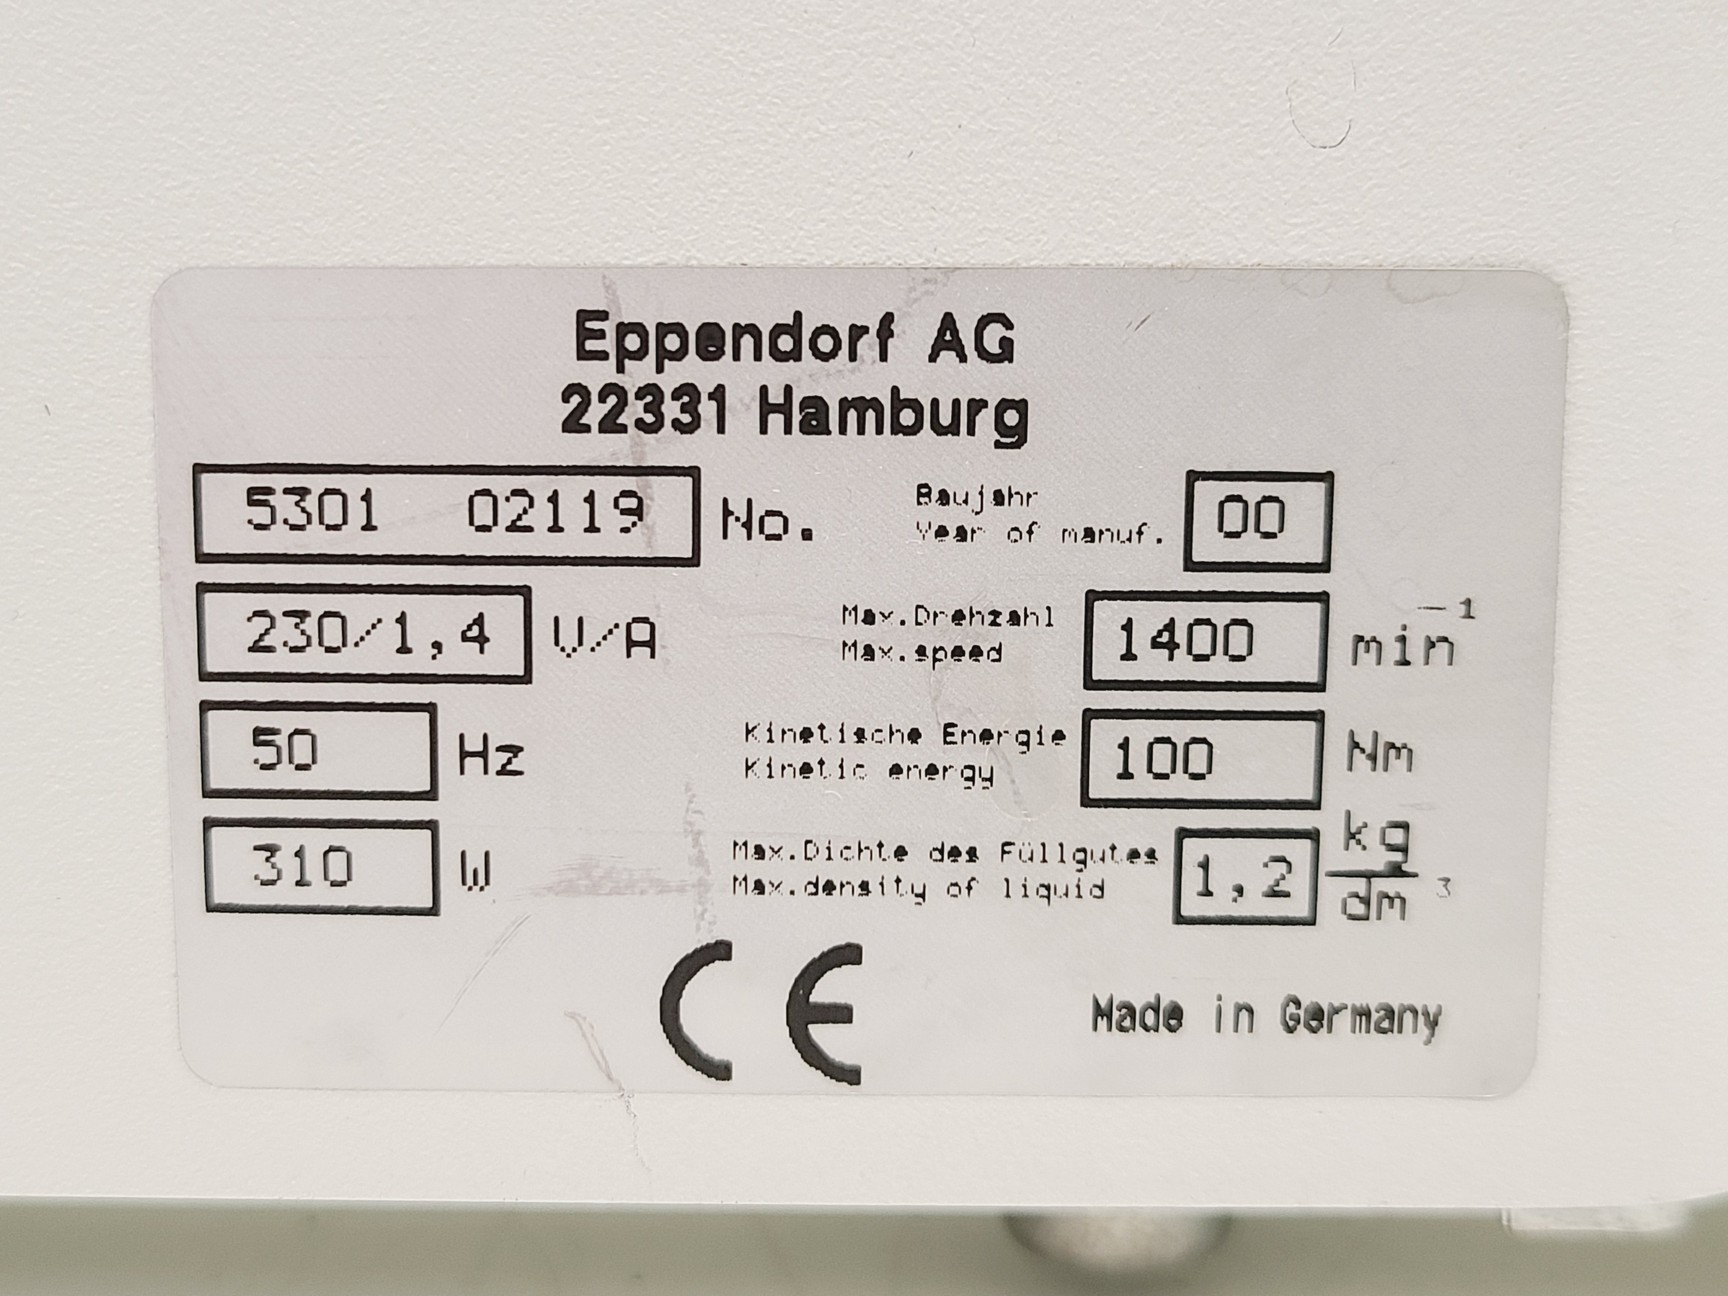 Eppendorf AG
22331 Hamburg
5301 02119 No. Baujahr
Year of manuf. 00
230/1,4 V/A Max.Drehzahl
Max.speed 1400 min⁻¹
50 Hz Kinetische Energie
Kinetic energy 100 Nm
310 W Max.Dichte des Füllgutes
Max.density of liquid 1,2 kg/dm³
CE Made in Germany